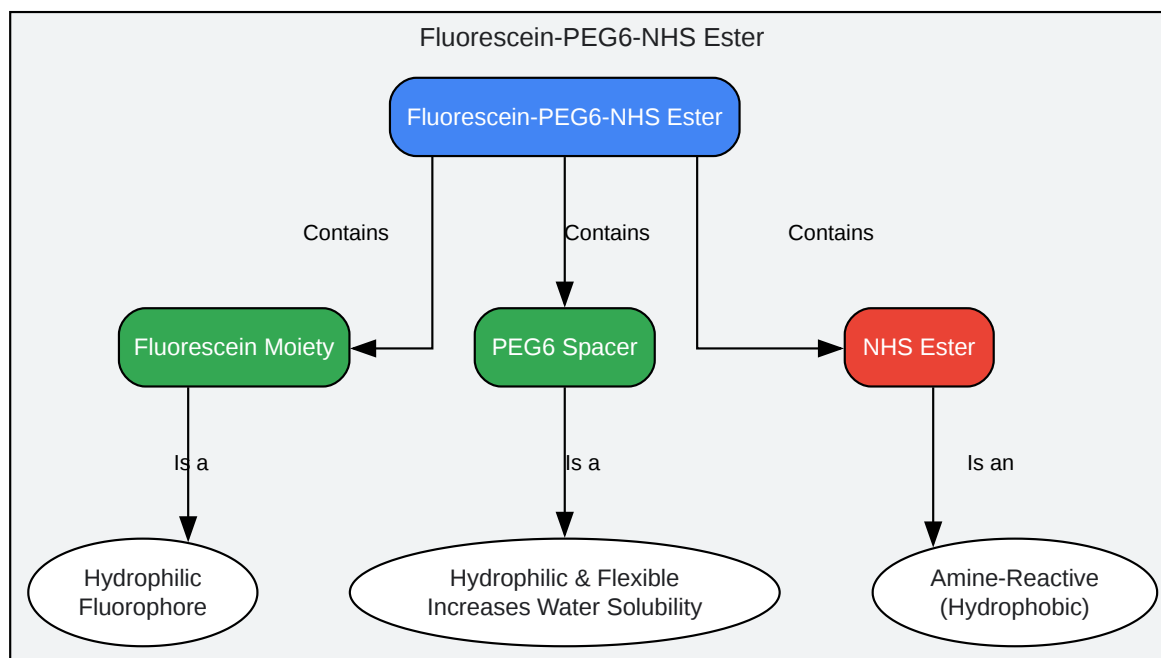 Fluorescein-PEG6-NHS Ester
Fluorescein-PEG6-NHS Ester
Contains
Contains
Contains
Fluorescein Moiety
PEG6 Spacer
NHS Ester
Is a
Is a
Is an
Hydrophilic
Fluorophore
Hydrophilic & Flexible
Increases Water Solubility
Amine-Reactive
(Hydrophobic)